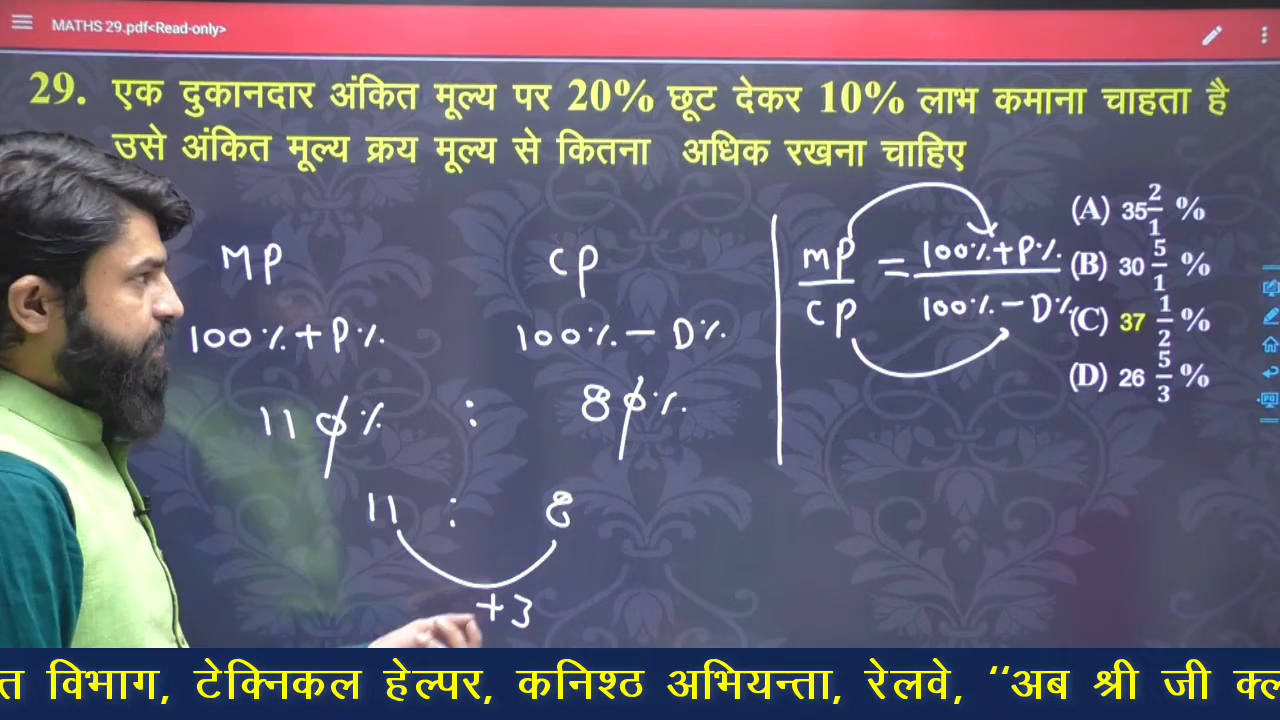 MATHS 29.pdf<Read-only>
29. एक दुकानदार अंकित मूल्य पर 20% छूट देकर 10% लाभ कमाना चाहता है
उसे अंकित मूल्य क्रय मूल्य से कितना अधिक रखना चाहिए
MP CP
100%+P% 100%-D%
110% : 80%
11 : 8
+3
MP/CP = 100%+P%/100%-D%
(A) 35 2/1 %
(B) 30 5/1 %
(C) 37 1/2 %
(D) 26 5/3 %
त विभाग, टेक्निकल हेल्पर, कनिश्ठ अभियन्ता, रेलवे, ‘‘अब श्री जी क्ल